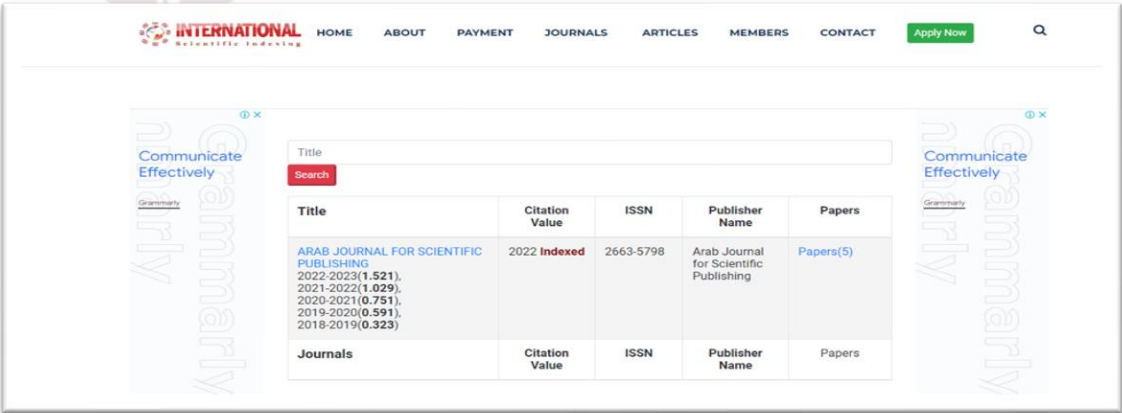 INTERNATIONAL
Scientific Indexing
HOME ABOUT PAYMENT JOURNALS ARTICLES MEMBERS CONTACT Apply Now
Communicate
Effectively
Grammarly
Grammarly
Title
Search
Title Citation Value ISSN Publisher Name Papers
ARAB JOURNAL FOR SCIENTIFIC
PUBLISHING
2022-2023(1.521),
2021-2022(1.029),
2020-2021(0.751),
2019-2020(0.591),
2018-2019(0.323)
2022 Indexed
2663-5798
Arab Journal
for Scientific
Publishing
Papers(5)
Journals Citation Value ISSN Publisher Name Papers
Communicate
Effectively
Grammarly
Grammarly